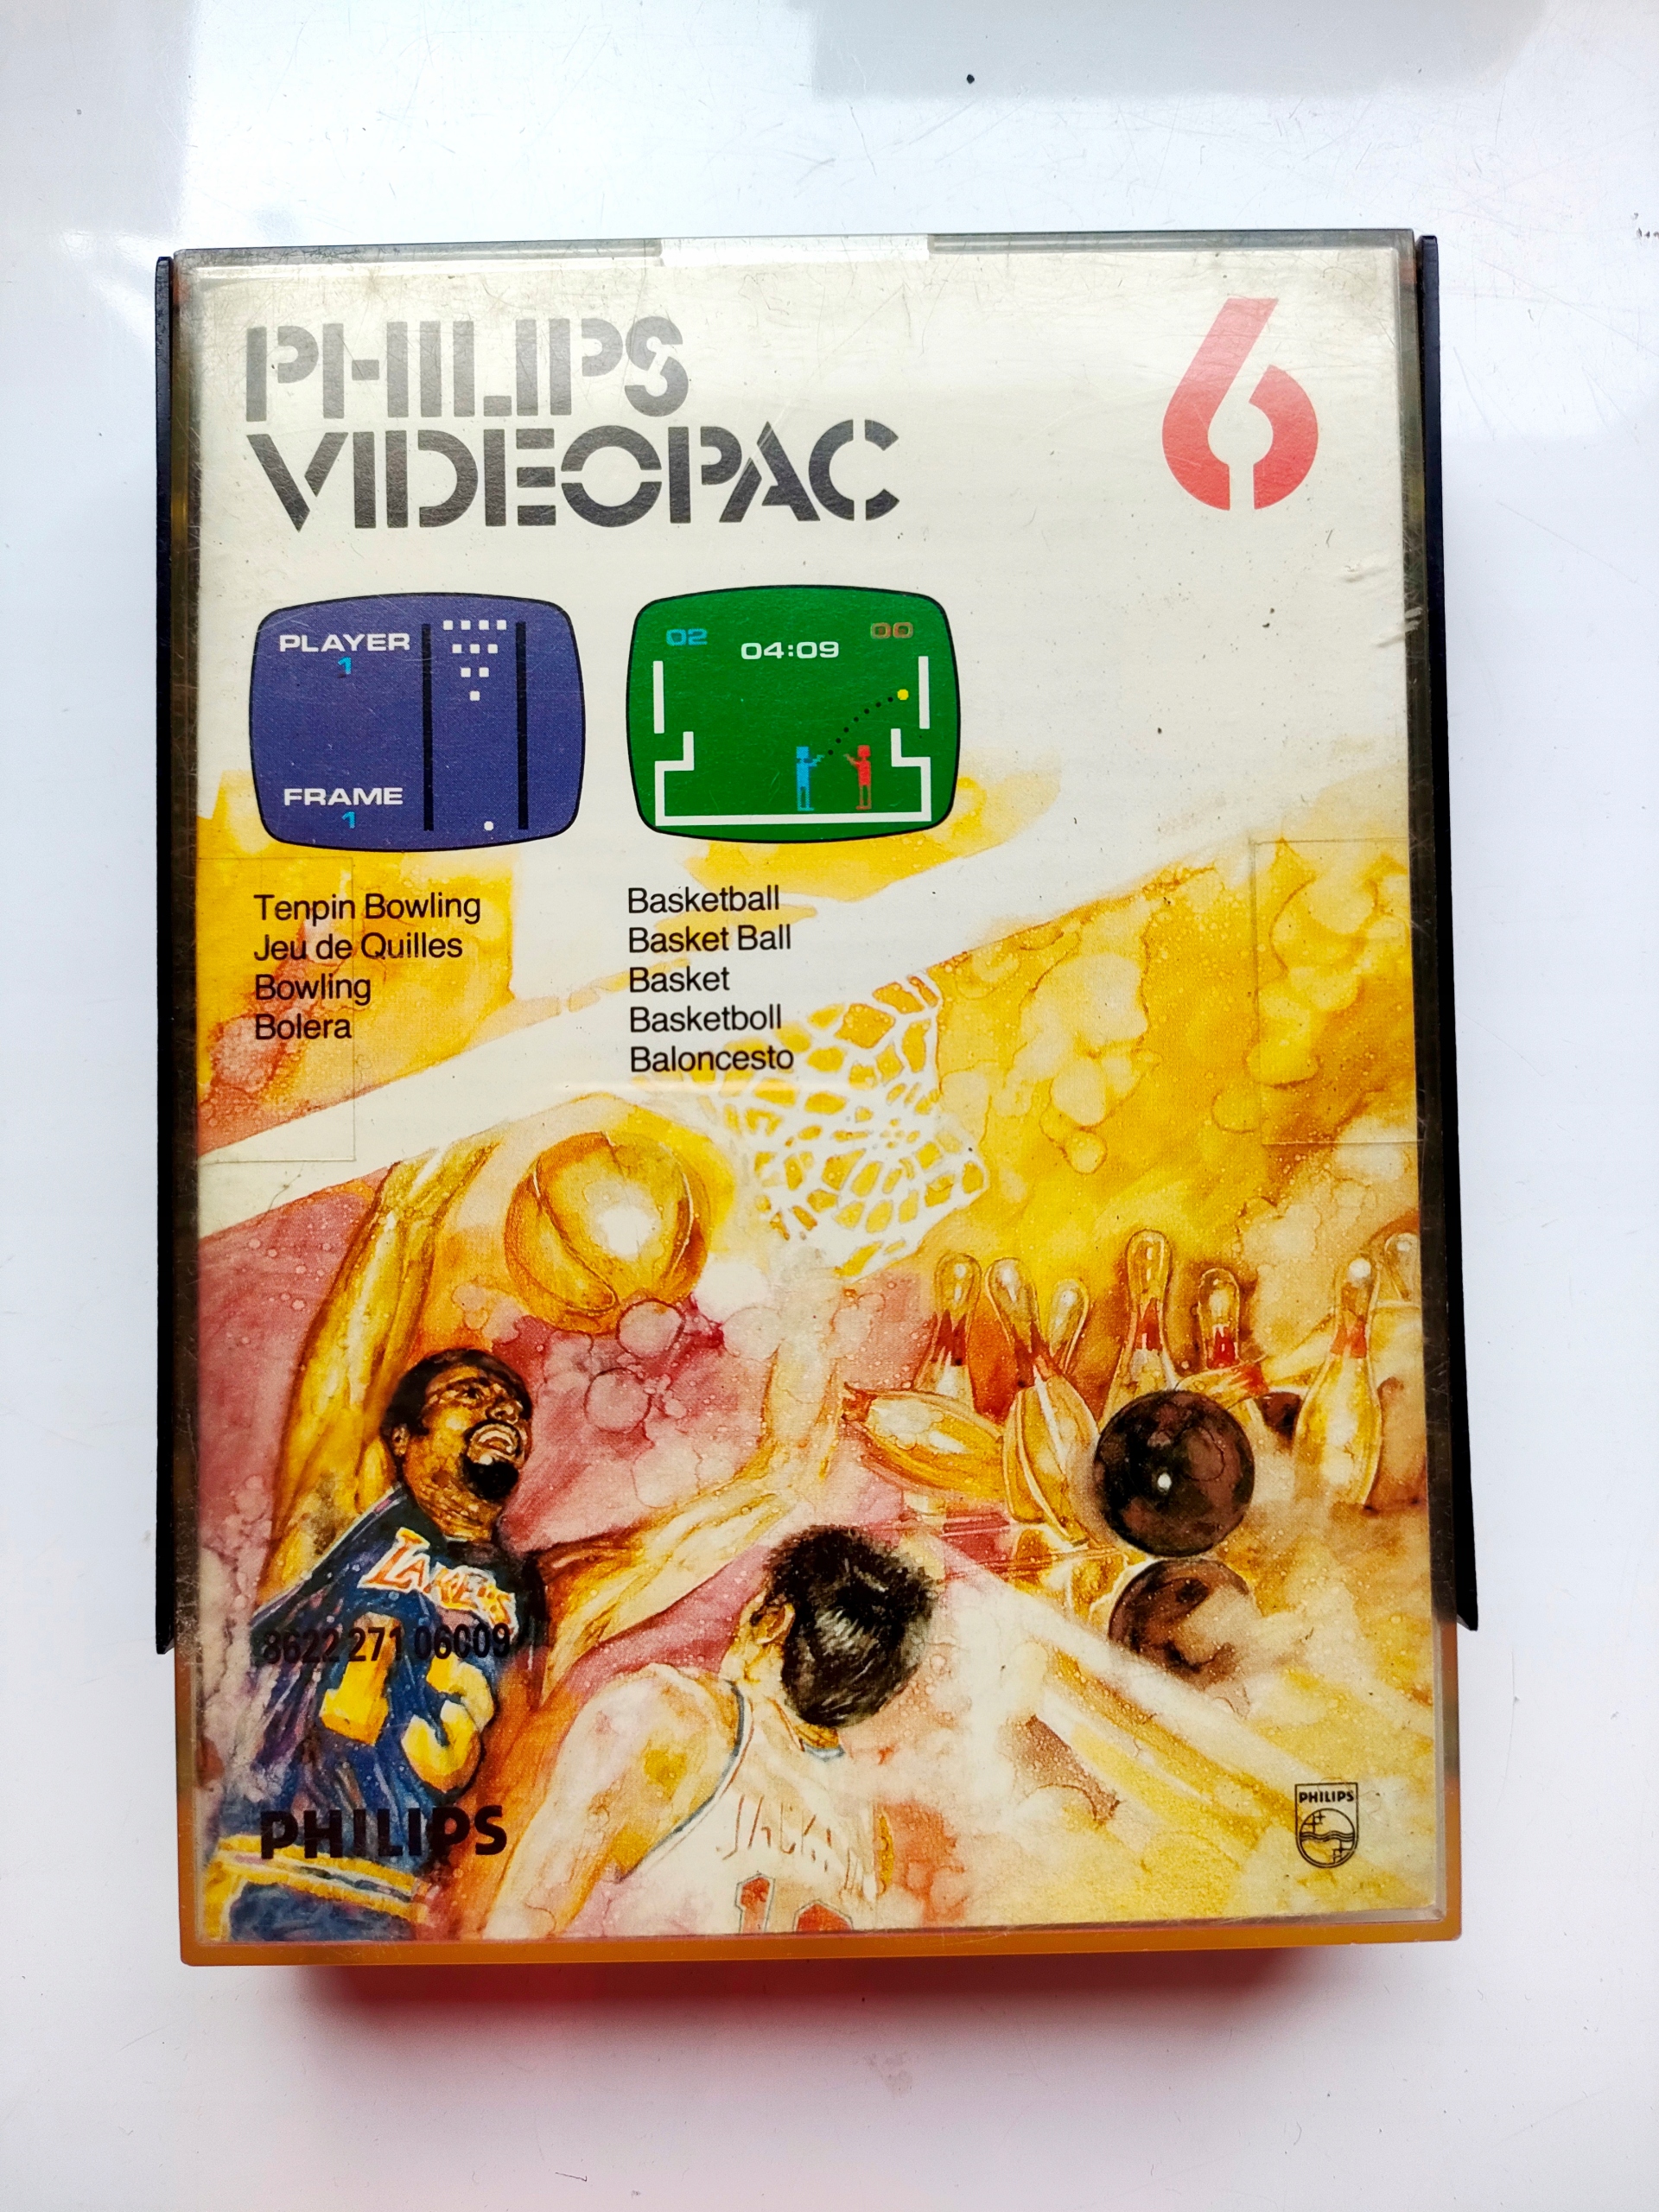 PHILIPS
VIDEOPAC
6
PLAYER
1
FRAME
1
02
04:09
00
Tenpin Bowling
Jeu de Quilles
Bowling
Bolera
Basketball
Basket Ball
Basket
Basketboll
Baloncesto
LAKERS
8622 271 06009
15
PHILIPS
PHILIPS